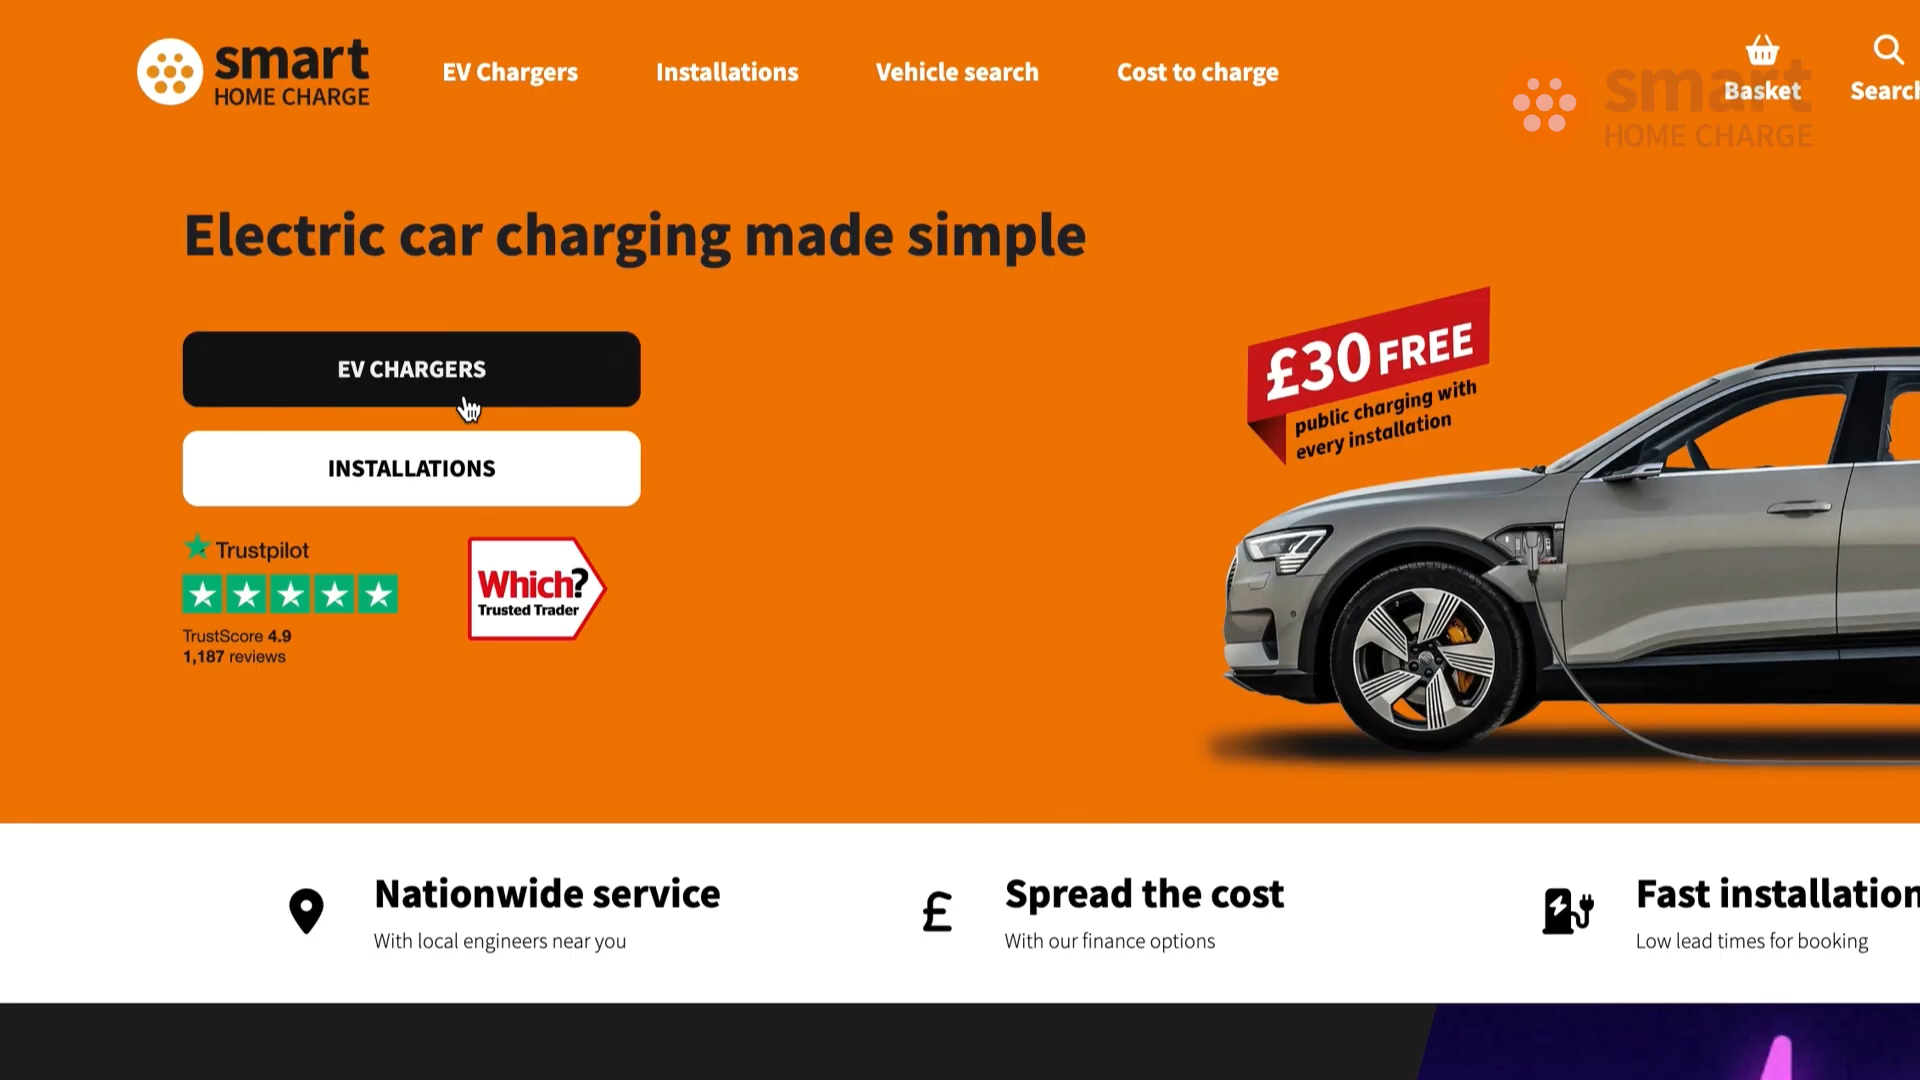 smart
HOME CHARGE
EV Chargers
Installations
Vehicle search
Cost to charge
Basket
Search
smart
HOME CHARGE
Electric car charging made simple
EV CHARGERS
INSTALLATIONS
£30 FREE
public charging with
every installation
Trustpilot
TrustScore 4.9
1,187 reviews
Which?
Trusted Trader
Nationwide service
With local engineers near you
£
Spread the cost
With our finance options
Fast installation
Low lead times for booking